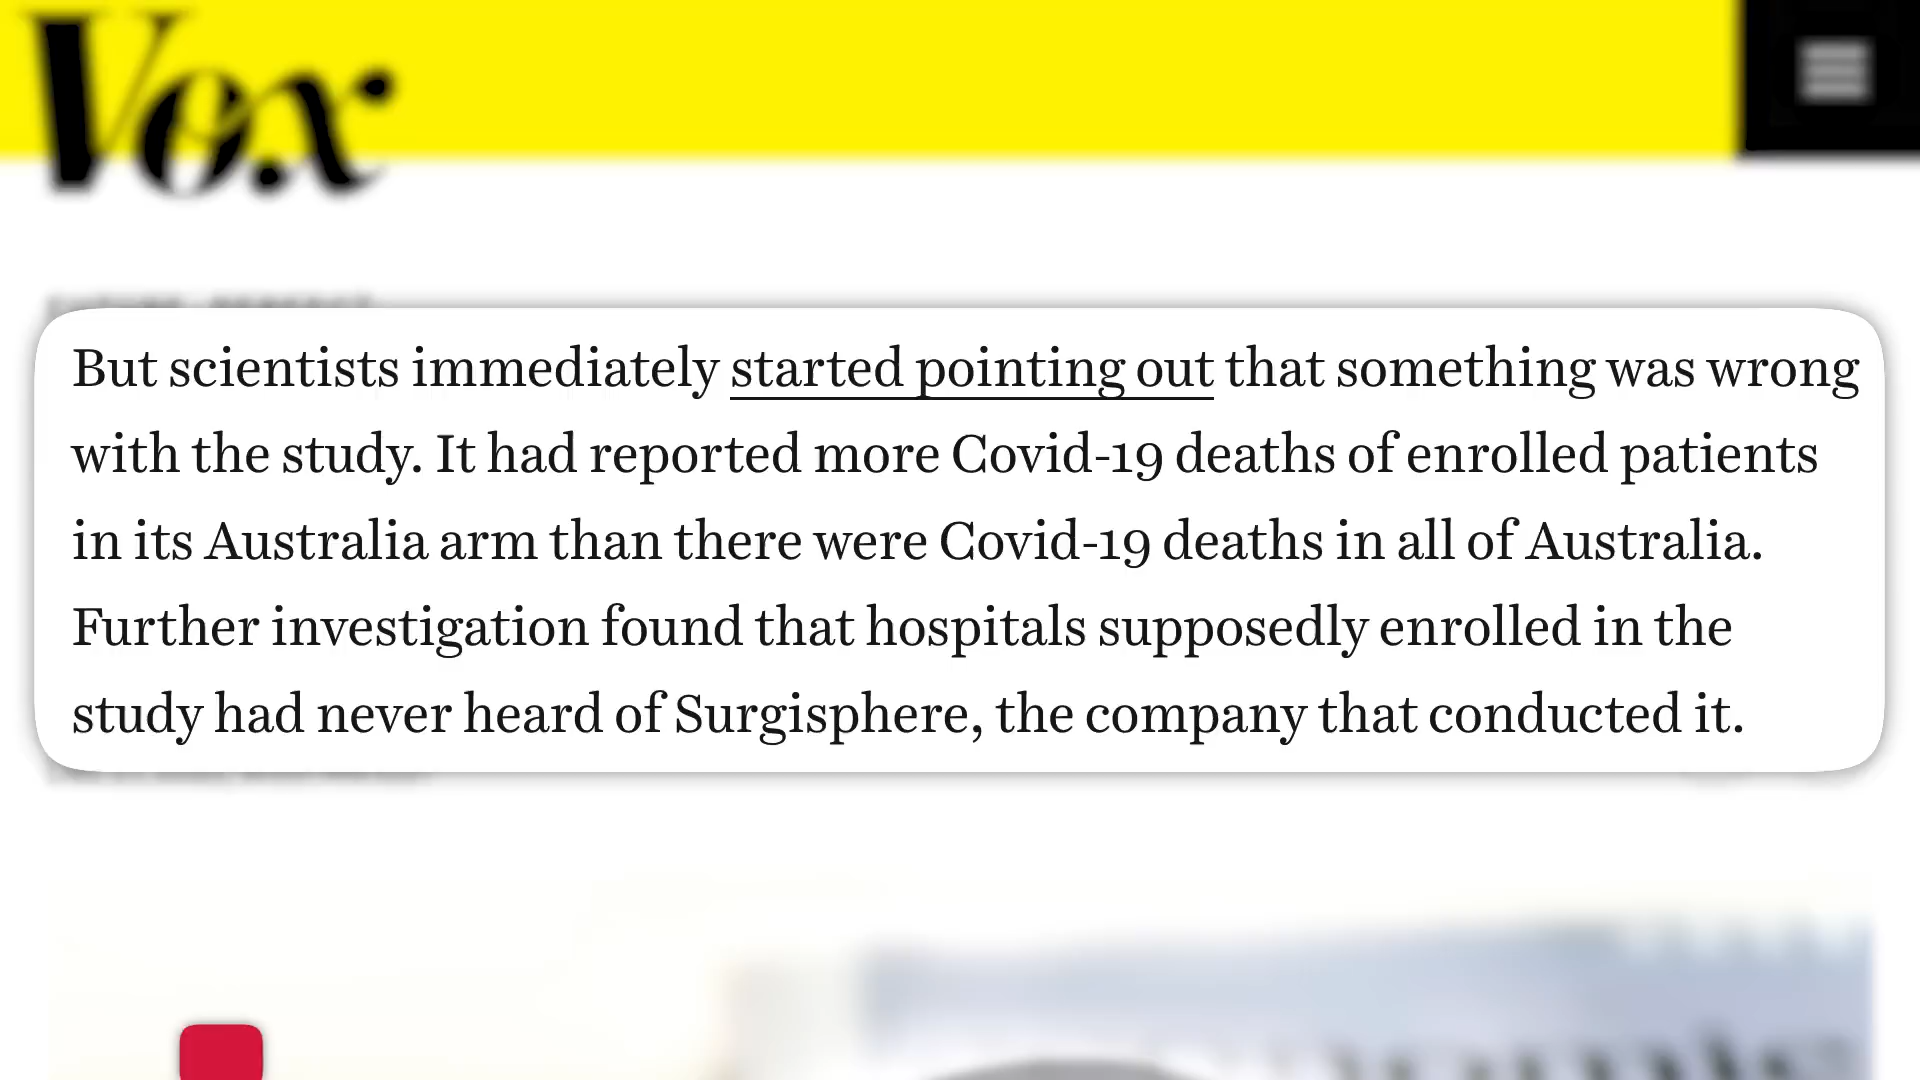 Vox
But scientists immediately started pointing out that something was wrong
with the study. It had reported more Covid-19 deaths of enrolled patients
in its Australia arm than there were Covid-19 deaths in all of Australia.
Further investigation found that hospitals supposedly enrolled in the
study had never heard of Surgisphere, the company that conducted it.